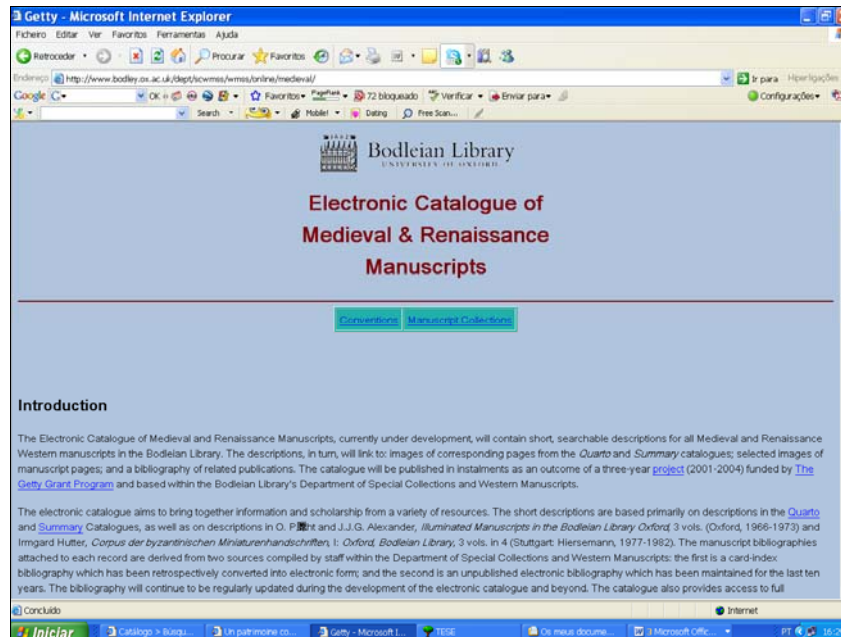 Getty - Microsoft Internet Explorer
Ficheiro Editar Ver Favoritos Ferramentas Ajuda
Retroceder Procurar Favoritos
Endereço http://www.bodley.ox.ac.uk/dept/scwmss/wmss/online/medieval/ Ir para Hiperligações
Google G 72 bloqueado Verificar Enviar para Configurações
Search Mobile! Dating Free Scan...
Bodleian Library
UNIVERSITY OF OXFORD
Electronic Catalogue of
Medieval & Renaissance
Manuscripts
Conventions Manuscript Collections
Introduction
The Electronic Catalogue of Medieval and Renaissance Manuscripts, currently under development, will contain short, searchable descriptions for all Medieval and Renaissance
Western manuscripts in the Bodleian Library. The descriptions, in turn, will link to: images of corresponding pages from the Quarto and Summary catalogues; selected images of
manuscript pages; and a bibliography of related publications. The catalogue will be published in instalments as an outcome of a three-year project (2001-2004) funded by The
Getty Grant Program and based within the Bodleian Library's Department of Special Collections and Western Manuscripts.
The electronic catalogue aims to bring together information and scholarship from a variety of resources. The short descriptions are based primarily on descriptions in the Quarto
and Summary Catalogues, as well as on descriptions in O. and J.J.G. Alexander, Illuminated Manuscripts in the Bodleian Library Oxford, 3 vols. (Oxford, 1966-1973) and
Irmgard Hutter, Corpus der byzantinischen Miniaturenhandschriften, I: Oxford, Bodleian Library, 3 vols. in 4 (Stuttgart: Hiersemann, 1977-1982). The manuscript bibliographies
attached to each record are derived from two sources compiled by staff within the Department of Special Collections and Western Manuscripts: the first is a card-index
bibliography which has been retrospectively converted into electronic form; and the second is an unpublished electronic bibliography which has been maintained for the last ten
years. The bibliography will continue to be regularly updated during the development of the electronic catalogue and beyond. The catalogue also provides access to full
Concluído Internet
Iniciar Catálogo > Búsqu... Un patrimoine co... Getty - Microsoft I... TESE Os meus docume... 3 Microsoft Offic... PT